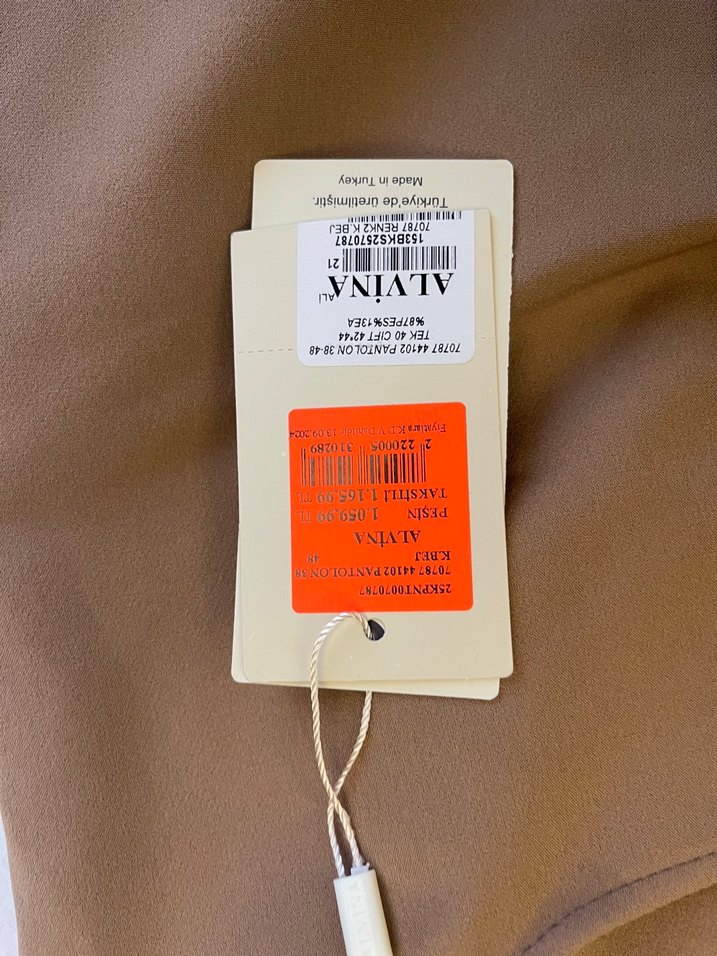 25KPNT0070787
70787 44102 PANTOLON 38
48
K.BEJ
ALVİNA
PEŞİN 1.059,99 TL
TAKSİTLİ 1.165,99 TL
2 220005 310289
Fiyatlara K.D.V Dahildir 13.09.2024
70787 44102 PANTOLON 38-48
TEK 40 CIFT 42*44
%87PES%13EA
ALİ
ALVİNA
21
153BKS2570787
70787 RENK2 K.BEJ
Türkiye'de üretilmiştir.
Made in Turkey
ALVINA